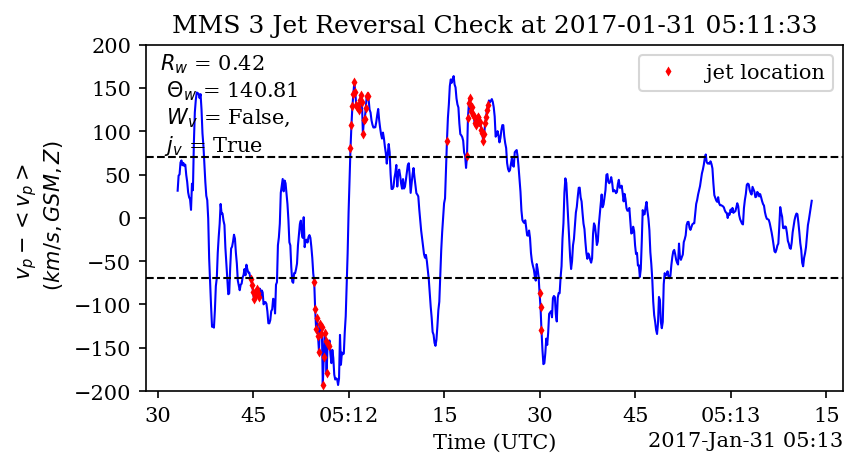 MMS 3 Jet Reversal Check at 2017-01-31 05:11:33
R_w = 0.42
Θ_w = 140.81
W_v = False,
j_v = True
jet location
v_p − <v_p>
(km/s, GSM, Z)
200
150
100
50
0
−50
−100
−150
−200
30 45 05:12 15 30 45 05:13 15
Time (UTC)
2017-Jan-31 05:13